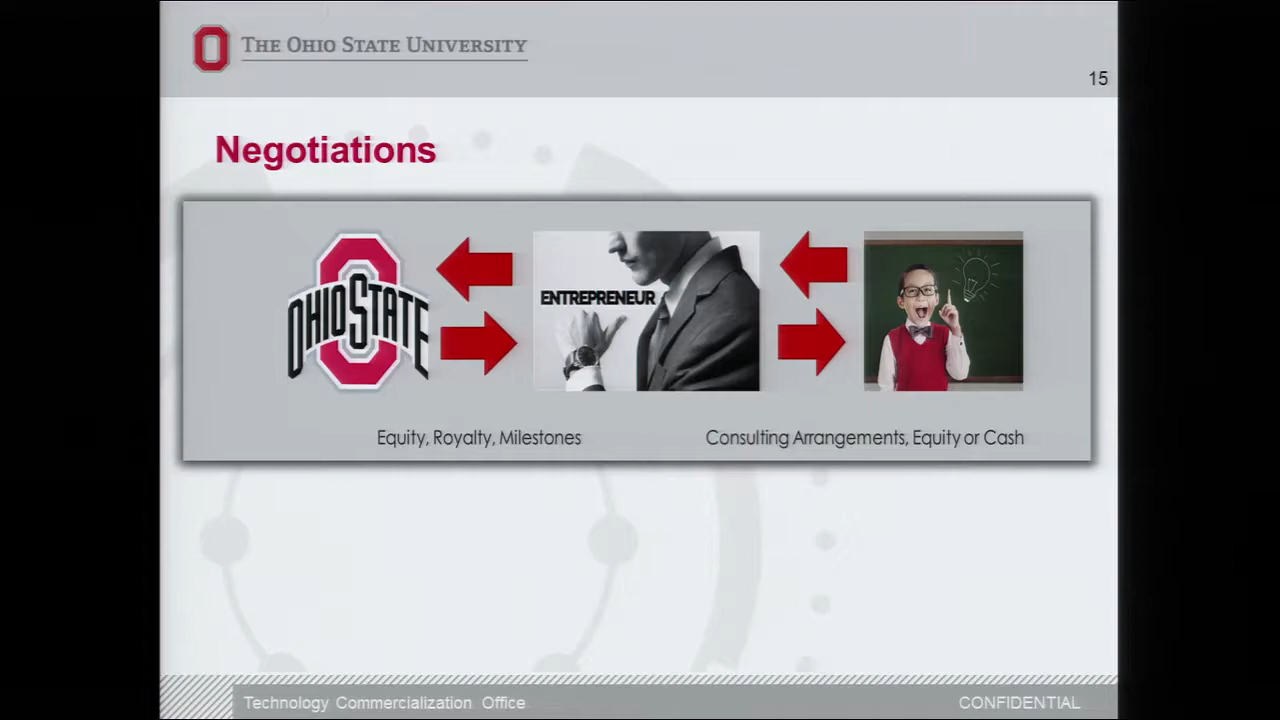 THE OHIO STATE UNIVERSITY
15
Negotiations
OHIO STATE
ENTREPRENEUR
Equity, Royalty, Milestones
Consulting Arrangements, Equity or Cash
Technology Commercialization Office
CONFIDENTIAL